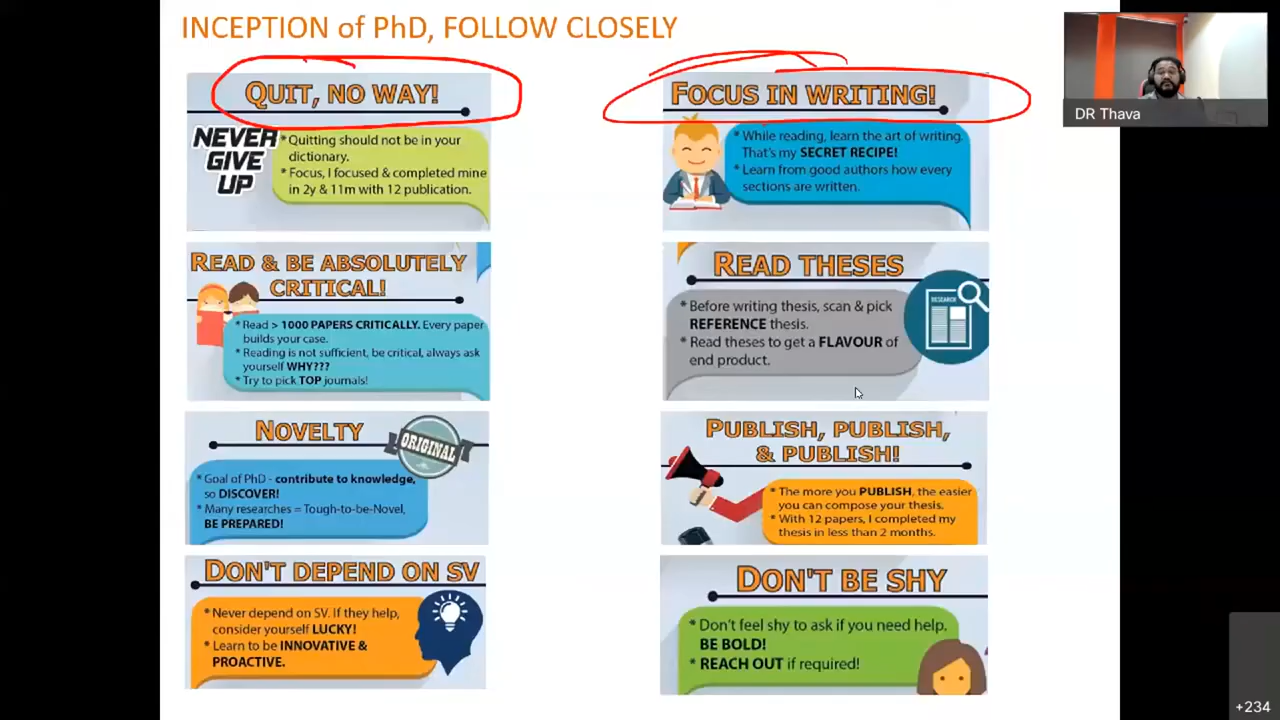 INCEPTION of PhD, FOLLOW CLOSELY
QUIT, NO WAY!
NEVER
GIVE
UP
* Quitting should not be in your
dictionary.
* Focus, I focused & completed mine
in 2y & 11m with 12 publication.
READ & BE ABSOLUTELY
CRITICAL!
* Read > 1000 PAPERS CRITICALLY. Every paper
builds your case.
* Reading is not sufficient, be critical, always ask
yourself WHY???
* Try to pick TOP journals!
NOVELTY
ORIGINAL
* Goal of PhD - contribute to knowledge,
so DISCOVER!
* Many researches = Tough-to-be-Novel,
BE PREPARED!
DON'T DEPEND ON SV
* Never depend on SV. If they help,
consider yourself LUCKY!
* Learn to be INNOVATIVE &
PROACTIVE.
FOCUS IN WRITING!
* While reading, learn the art of writing.
That's my SECRET RECIPE!
* Learn from good authors how every
sections are written.
READ THESES
* Before writing thesis, scan & pick
REFERENCE thesis.
* Read theses to get a FLAVOUR of
end product.
RESEARCH
PUBLISH, PUBLISH,
& PUBLISH!
* The more you PUBLISH, the easier
you can compose your thesis.
* With 12 papers, I completed my
thesis in less than 2 months.
DON'T BE SHY
* Don't feel shy to ask if you need help,
BE BOLD!
* REACH OUT if required!
DR Thava
+234